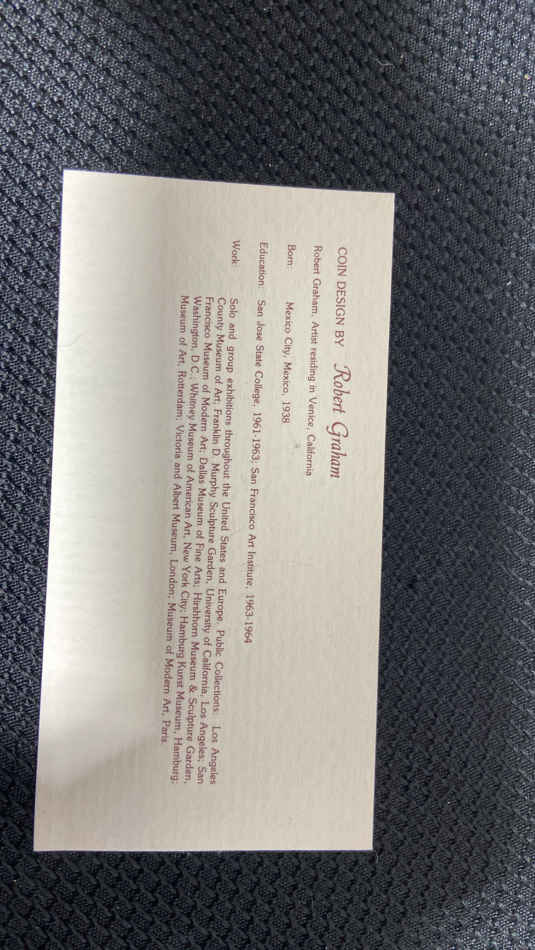 COIN DESIGN BY Robert Graham
Robert Graham, Artist residing in Venice, California
Born: Mexico City, Mexico, 1938
Education: San Jose State College, 1961-1963; San Francisco Art Institute, 1963-1964
Work: Solo and group exhibitions throughout the United States and Europe. Public Collections: Los Angeles
County Museum of Art; Franklin D. Murphy Sculpture Garden, University of California, Los Angeles; San
Francisco Museum of Modern Art; Dallas Museum of Fine Arts; Hirshhorn Museum & Sculpture Garden,
Washington, D.C.; Whitney Museum of American Art, New York City; Hamburg Kunst Museum, Hamburg;
Museum of Art, Rotterdam; Victoria and Albert Museum, London; Museum of Modern Art, Paris.